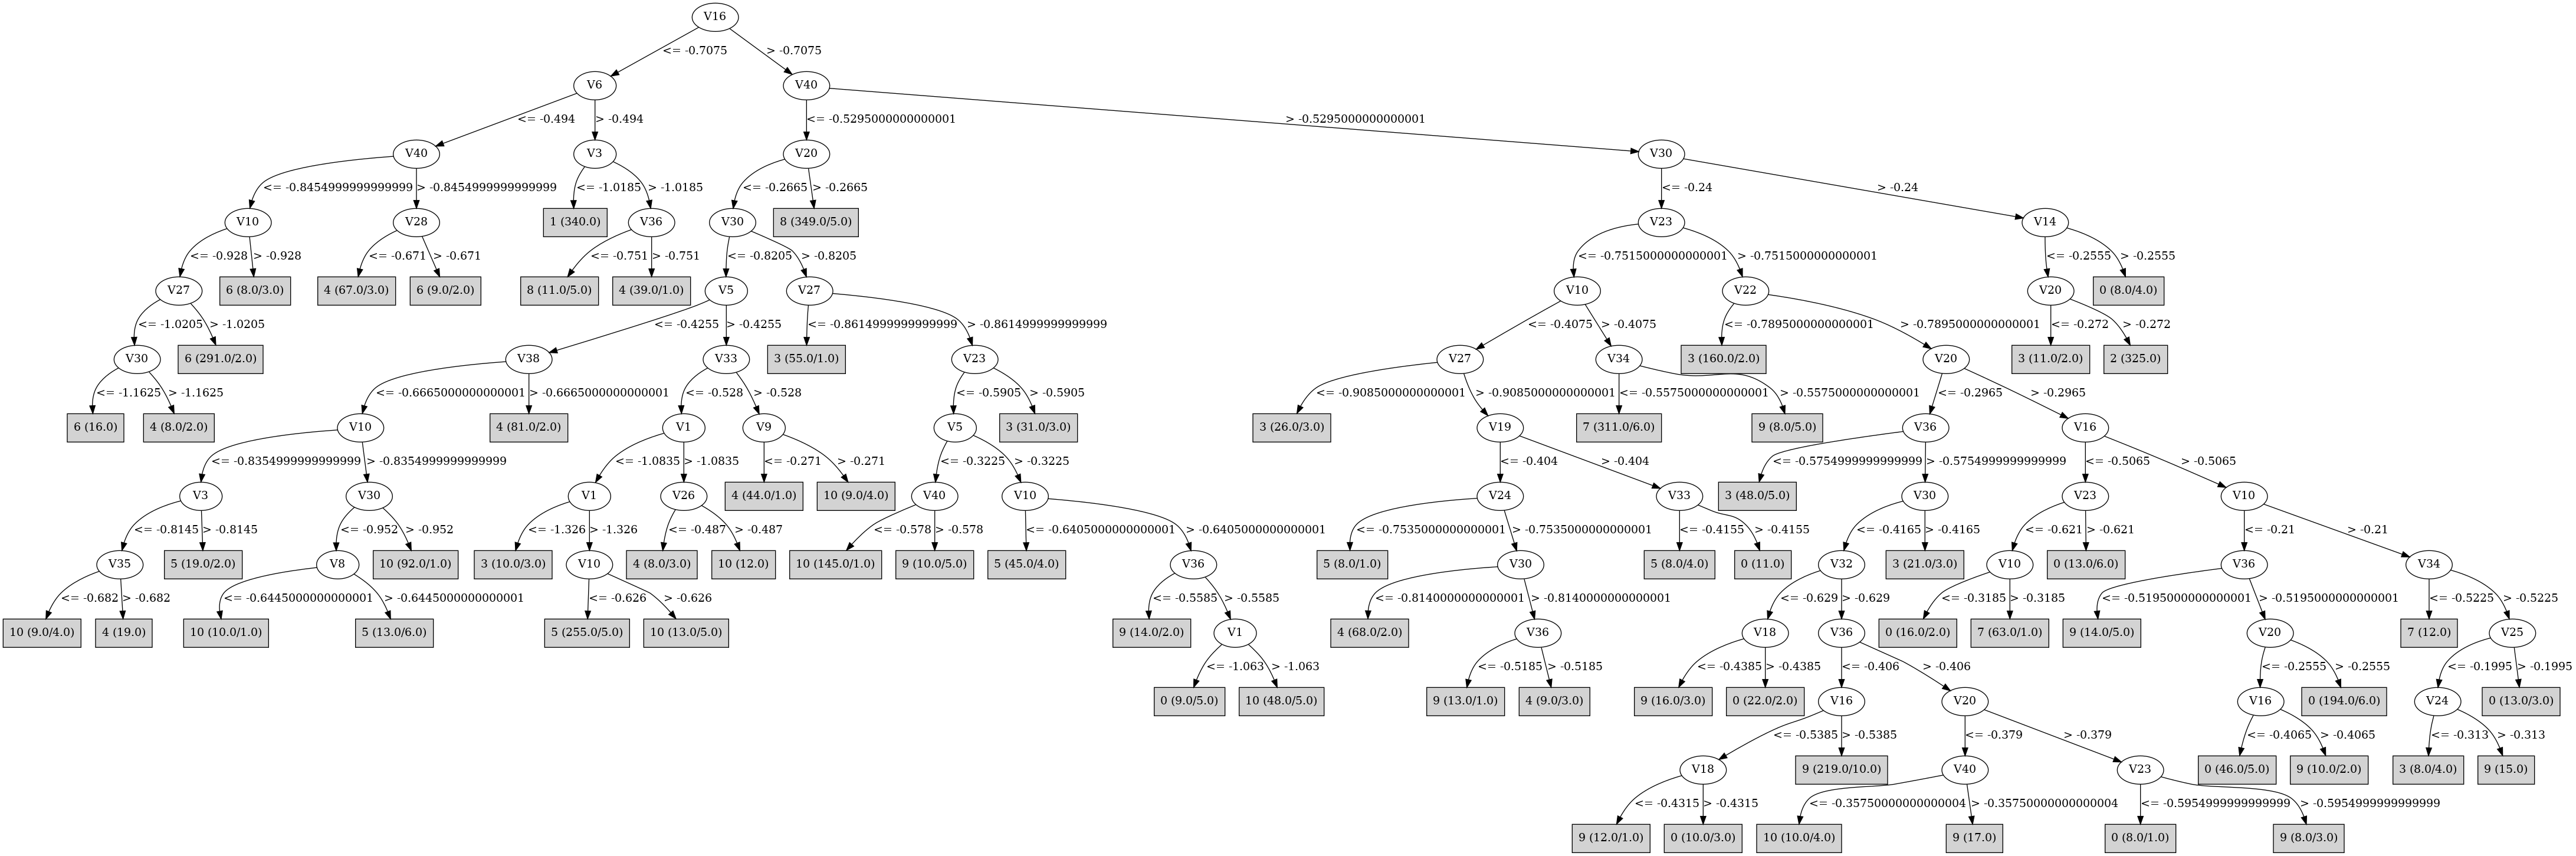 V16
<= -0.7075 > -0.7075
V6 V40
<= -0.494 > -0.494 <= -0.5295000000000001 > -0.5295000000000001
V40 V3 V20 V30
<= -0.8454999999999999 > -0.8454999999999999 <= -1.0185 > -1.0185 <= -0.2665 > -0.2665 <= -0.24 > -0.24
V10 V28 1 (340.0) V36 V30 8 (349.0/5.0) V23 V14
<= -0.928 > -0.928 <= -0.671 > -0.671 <= -0.751 > -0.751 <= -0.8205 > -0.8205 <= -0.7515000000000001 > -0.7515000000000001 <= -0.2555 > -0.2555
V27 6 (8.0/3.0) 4 (67.0/3.0) 6 (9.0/2.0) 8 (11.0/5.0) 4 (39.0/1.0) V5 V27 V10 V22 V20 0 (8.0/4.0)
<= -1.0205 > -1.0205 <= -0.4255 > -0.4255 <= -0.8614999999999999 > -0.8614999999999999 <= -0.4075 > -0.4075 <= -0.7895000000000001 > -0.7895000000000001 <= -0.272 > -0.272
V30 6 (291.0/2.0) V38 V33 3 (55.0/1.0) V23 V27 V34 3 (160.0/2.0) V20 3 (11.0/2.0) 2 (325.0)
<= -1.1625 > -1.1625 <= -0.6665000000000001 > -0.6665000000000001 <= -0.528 > -0.528 <= -0.5905 > -0.5905 <= -0.9085000000000001 > -0.9085000000000001 <= -0.5575000000000001 > -0.5575000000000001 <= -0.2965 > -0.2965
6 (16.0) 4 (8.0/2.0) V10 4 (81.0/2.0) V1 V9 V5 3 (31.0/3.0) 3 (26.0/3.0) V19 7 (311.0/6.0) 9 (8.0/5.0) V36 V16
<= -0.8354999999999999 > -0.8354999999999999 <= -1.0835 > -1.0835 <= -0.271 > -0.271 <= -0.3225 > -0.3225 <= -0.404 > -0.404 <= -0.5754999999999999 > -0.5754999999999999 <= -0.5065 > -0.5065
V3 V30 V1 V26 4 (44.0/1.0) 10 (9.0/4.0) V40 V10 V24 V33 3 (48.0/5.0) V30 V23 V10
<= -0.8145 > -0.8145 <= -0.952 > -0.952 <= -1.326 > -1.326 <= -0.487 > -0.487 <= -0.578 > -0.578 <= -0.6405000000000001 > -0.6405000000000001 <= -0.7535000000000001 > -0.7535000000000001 <= -0.4155 > -0.4155 <= -0.4165 > -0.4165 <= -0.621 > -0.621 <= -0.21 > -0.21
V35 5 (19.0/2.0) V8 10 (92.0/1.0) 3 (10.0/3.0) V10 4 (8.0/3.0) 10 (12.0) 10 (145.0/1.0) 9 (10.0/5.0) 5 (45.0/4.0) V36 5 (8.0/1.0) V30 5 (8.0/4.0) 0 (11.0) V32 3 (21.0/3.0) V10 0 (13.0/6.0) V36 V34
<= -0.682 > -0.682 <= -0.6445000000000001 > -0.6445000000000001 <= -0.626 > -0.626 <= -0.5585 > -0.5585 <= -0.8140000000000001 > -0.8140000000000001 <= -0.629 > -0.629 <= -0.3185 > -0.3185 <= -0.5195000000000001 > -0.5195000000000001 <= -0.5225 > -0.5225
10 (9.0/4.0) 4 (19.0) 10 (10.0/1.0) 5 (13.0/6.0) 5 (255.0/5.0) 10 (13.0/5.0) 9 (14.0/2.0) V1 4 (68.0/2.0) V36 V18 V36 0 (16.0/2.0) 7 (63.0/1.0) 9 (14.0/5.0) V20 7 (12.0) V25
<= -1.063 > -1.063 <= -0.5185 > -0.5185 <= -0.4385 > -0.4385 <= -0.406 > -0.406 <= -0.2555 > -0.2555 <= -0.1995 > -0.1995
0 (9.0/5.0) 10 (48.0/5.0) 9 (13.0/1.0) 4 (9.0/3.0) 9 (16.0/3.0) 0 (22.0/2.0) V16 V20 V16 0 (194.0/6.0) V24 0 (13.0/3.0)
<= -0.5385 > -0.5385 <= -0.379 > -0.379 <= -0.4065 > -0.4065 <= -0.313 > -0.313
V18 9 (219.0/10.0) V40 V23 0 (46.0/5.0) 9 (10.0/2.0) 3 (8.0/4.0) 9 (15.0)
<= -0.4315 > -0.4315 <= -0.35750000000000004 > -0.35750000000000004 <= -0.5954999999999999 > -0.5954999999999999
9 (12.0/1.0) 0 (10.0/3.0) 10 (10.0/4.0) 9 (17.0) 0 (8.0/1.0) 9 (8.0/3.0)